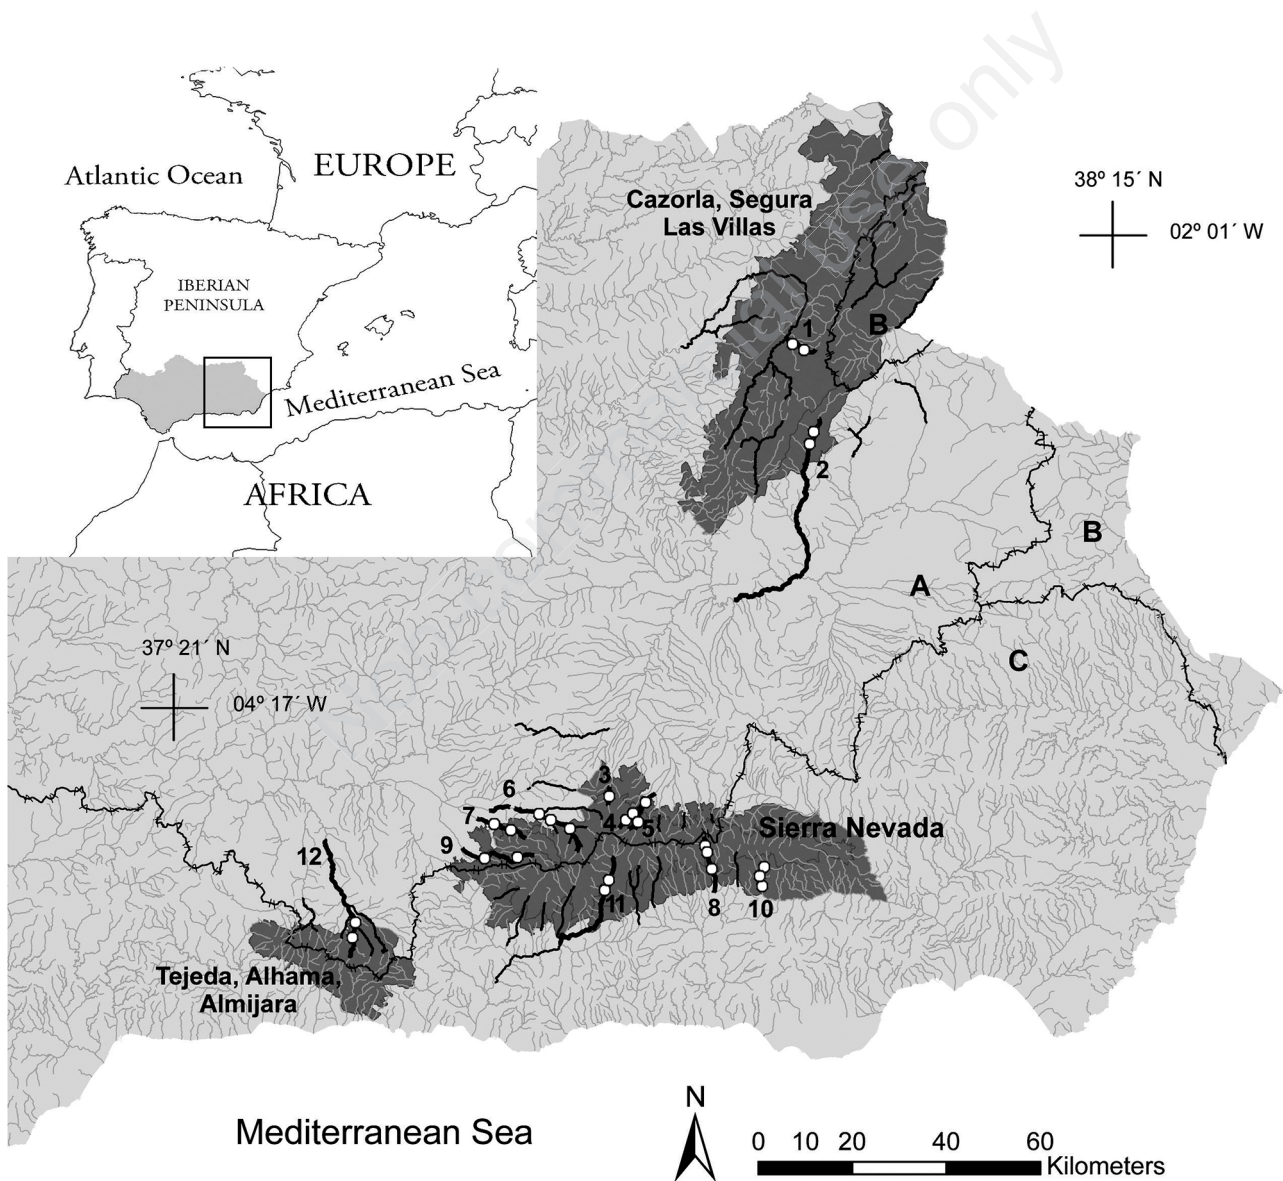 Atlantic Ocean
EUROPE
IBERIAN
PENINSULA
Mediterranean Sea
AFRICA
Cazorla, Segura
Las Villas
38º 15´ N
02º 01´ W
1
B
2
B
A
C
37º 21´ N
04º 17´ W
3
6
7
4
5
Sierra Nevada
9
12
11
8
10
Tejeda, Alhama,
Almijara
Mediterranean Sea
N
0 10 20 40 60
Kilometers
only